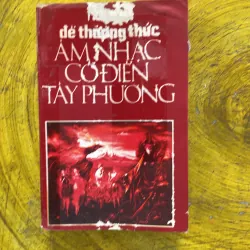 để thưởng thức
ÂM NHẠC
CỔ ĐIỂN
TÂY PHƯƠNG